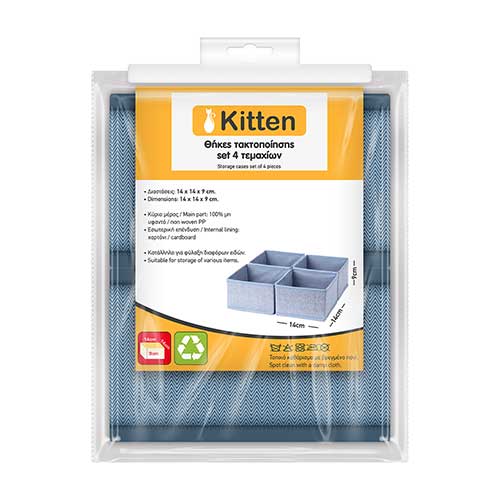 Kitten
Θήκες τακτοποίησης
set 4 τεμαχίων
Storage cases set of 4 pieces
• Διαστάσεις: 14 x 14 x 9 cm.
• Dimensions: 14 x 14 x 9 cm.
• Κύριο μέρος / Main part: 100% μη
υφαντό / non woven PP
• Εσωτερική επένδυση / Internal lining:
χαρτόνι / cardboard
• Κατάλληλο για φύλαξη διαφόρων ειδών.
• Suitable for storage of various items.
9cm
14cm
14cm
14cm
14cm
9cm
Τοπικό καθάρισμα με βρεγμένο πανί.
Spot clean with a damp cloth.